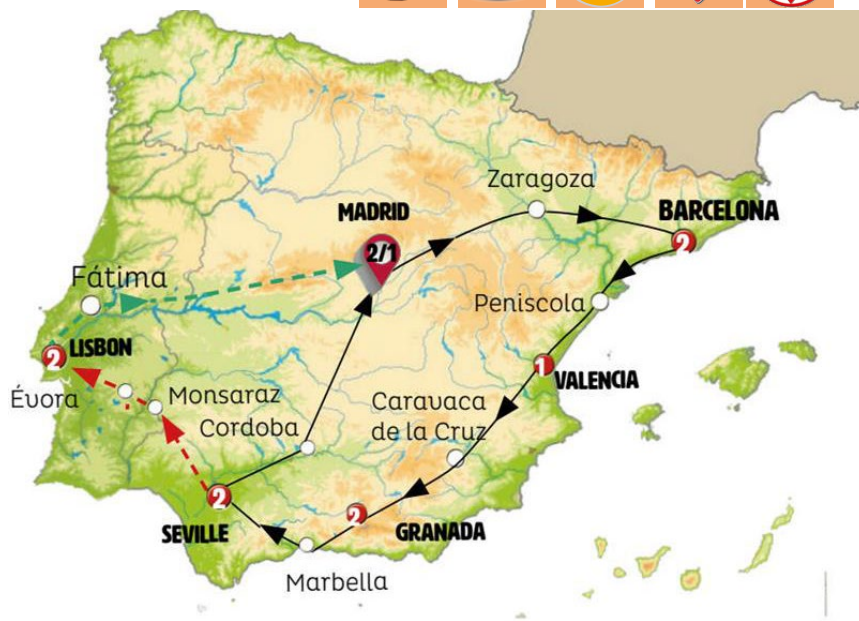 Zaragoza
MADRID
BARCELONA
2/1
2
Fátima
Peniscola
LISBON
2
1
VALENCIA
Évora
Monsaraz
Caravaca
de la Cruz
Cordoba
2
SEVILLE
2
GRANADA
Marbella